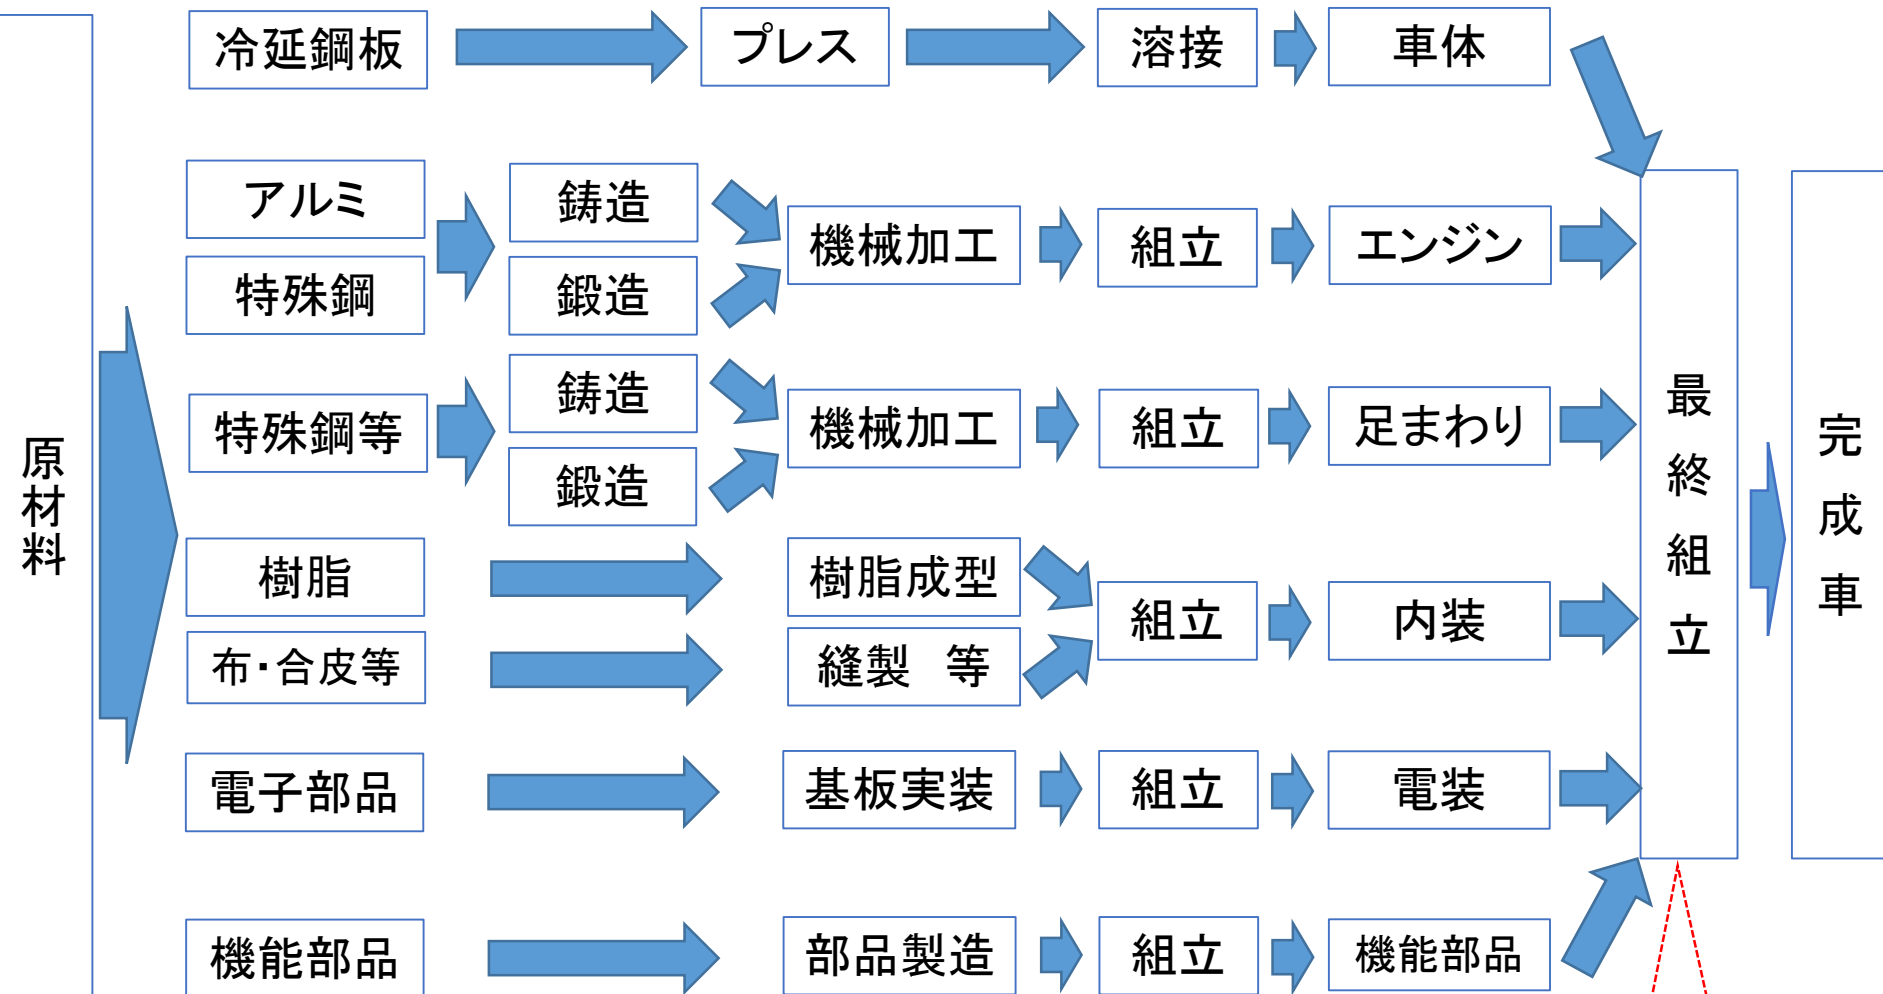 原材料
冷延鋼板
プレス
溶接
車体
アルミ
特殊鋼
鋳造
鍛造
機械加工
組立
エンジン
特殊鋼等
鋳造
鍛造
機械加工
組立
足まわり
樹脂
布・合皮等
樹脂成型
縫製　等
組立
内装
電子部品
基板実装
組立
電装
機能部品
部品製造
組立
機能部品
最終組立
完成車